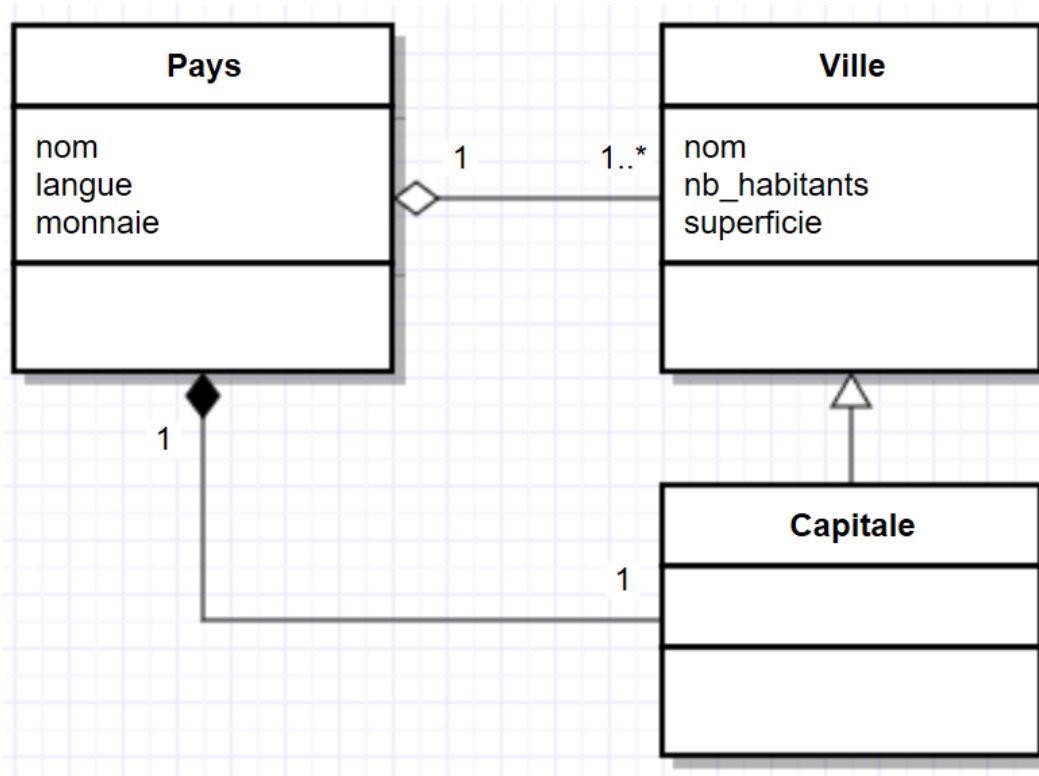 Pays
nom
langue
monnaie
1
1..*
Ville
nom
nb_habitants
superficie
1
1
Capitale